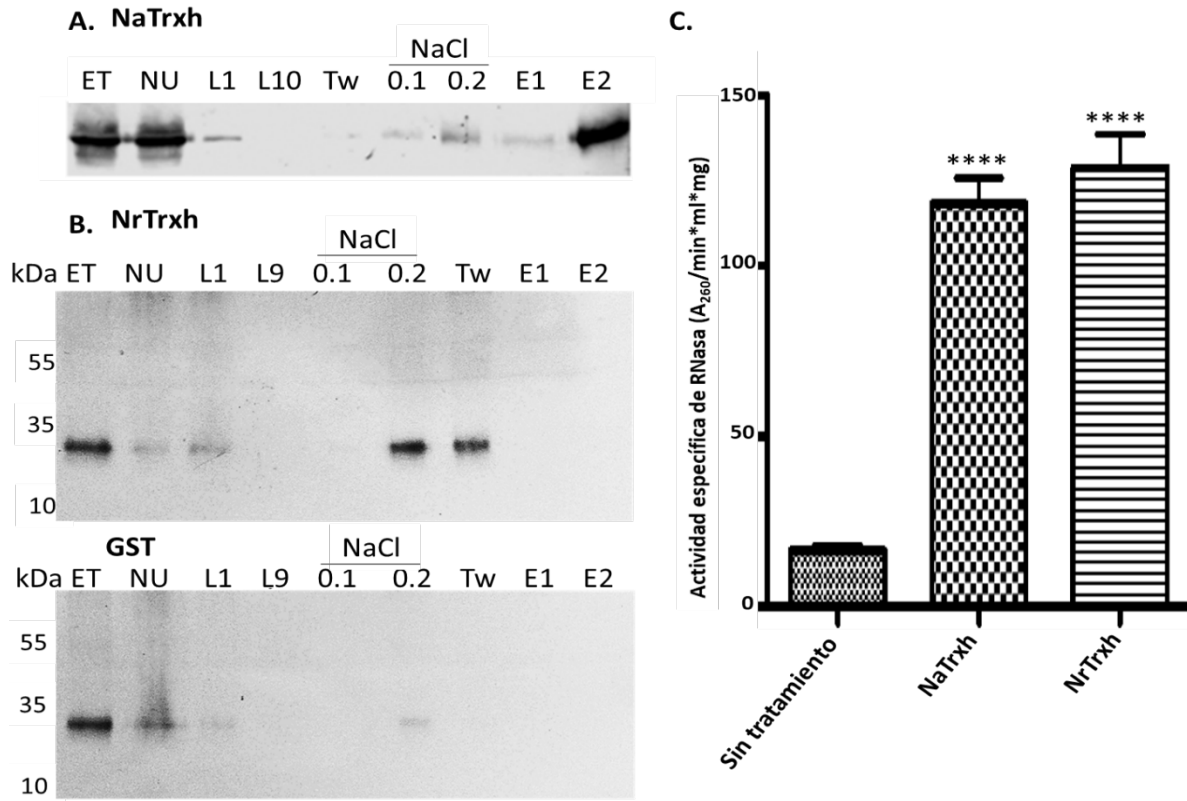 A. NaTrxh
NaCl
ET NU L1 L10 Tw 0.1 0.2 E1 E2
B. NrTrxh
NaCl
kDa ET NU L1 L9 0.1 0.2 Tw E1 E2
55
35
10
GST
NaCl
kDa ET NU L1 L9 0.1 0.2 Tw E1 E2
55
35
10
C.
Actividad específica de RNasa (A260/min*ml*mg)
150
100
50
0
****
****
Sin tratamiento
NaTrxh
NrTrxh